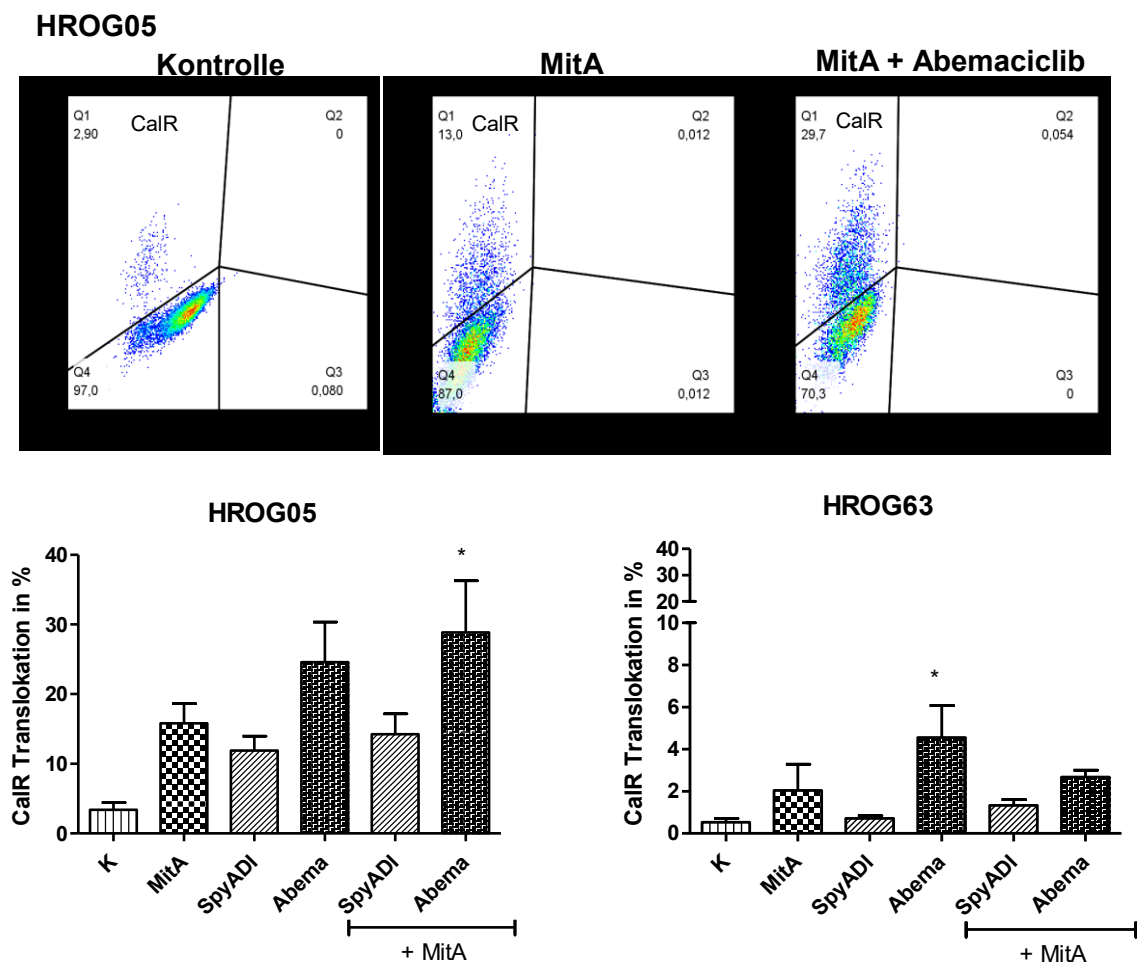 HROG05
Kontrolle
MitA
MitA + Abemaciclib
Q1
2,90
CalR
Q2
0
Q4
97,0
Q3
0,080
Q1
13,0
CalR
Q2
0,012
Q4
87,0
Q3
0,012
Q1
29,7
CalR
Q2
0,054
Q4
70,3
Q3
0
HROG05
CalR Translokation in %
40
30
20
10
0
*
K
MitA
SpyADI
Abema
SpyADI
Abema
+ MitA
HROG63
CalR Translokation in %
40
30
20
10
8
6
4
2
0
*
K
MitA
SpyADI
Abema
SpyADI
Abema
+ MitA